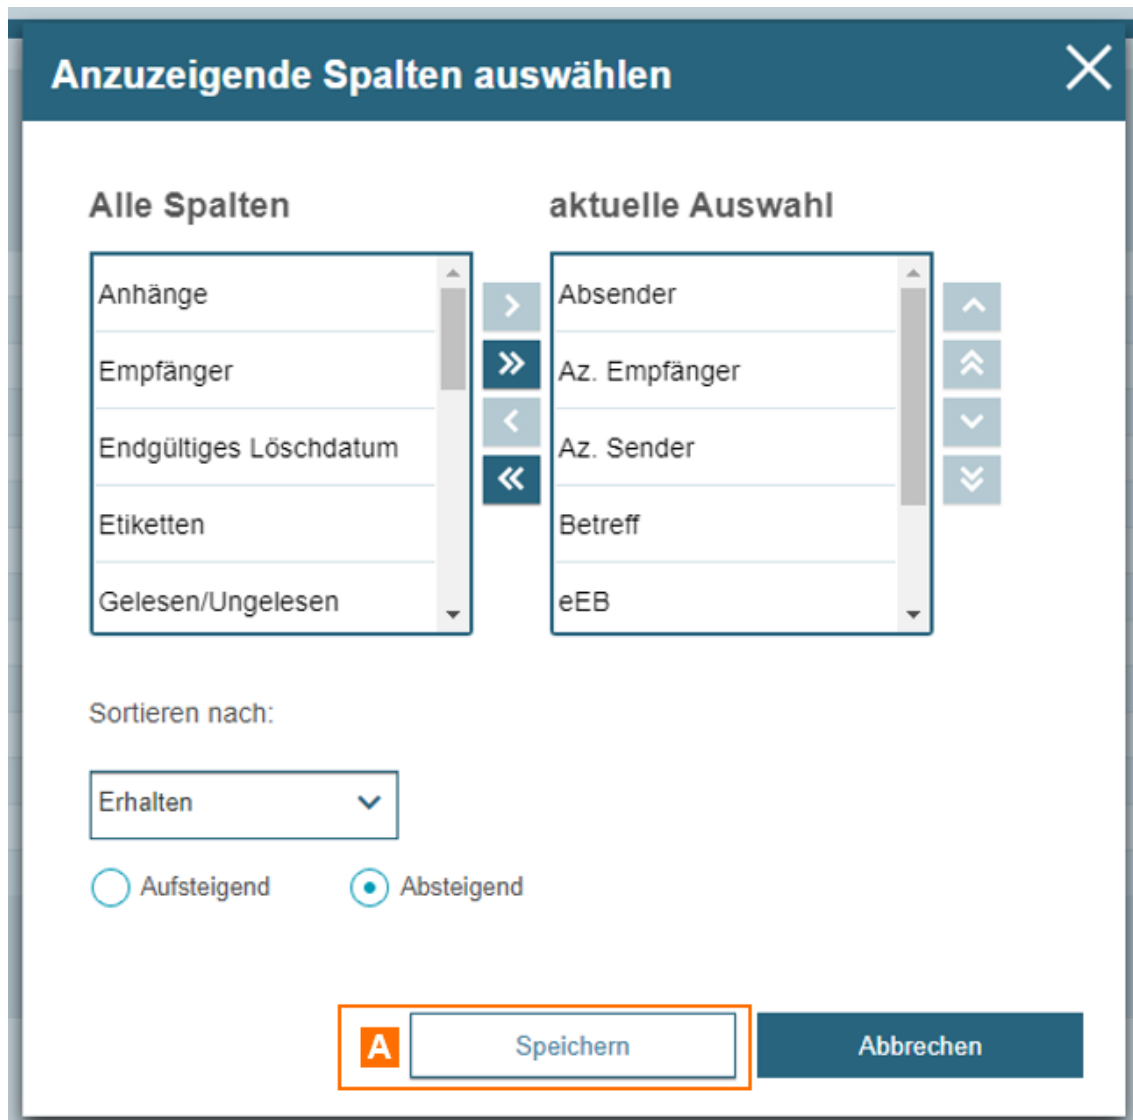 Anzuzeigende Spalten auswählen
Alle Spalten
Anhänge
Empfänger
Endgültiges Löschdatum
Etiketten
Gelesen/Ungelesen
aktuelle Auswahl
Absender
Az. Empfänger
Az. Sender
Betreff
eEB
Sortieren nach:
Erhalten
Aufsteigend
Absteigend
A
Speichern
Abbrechen